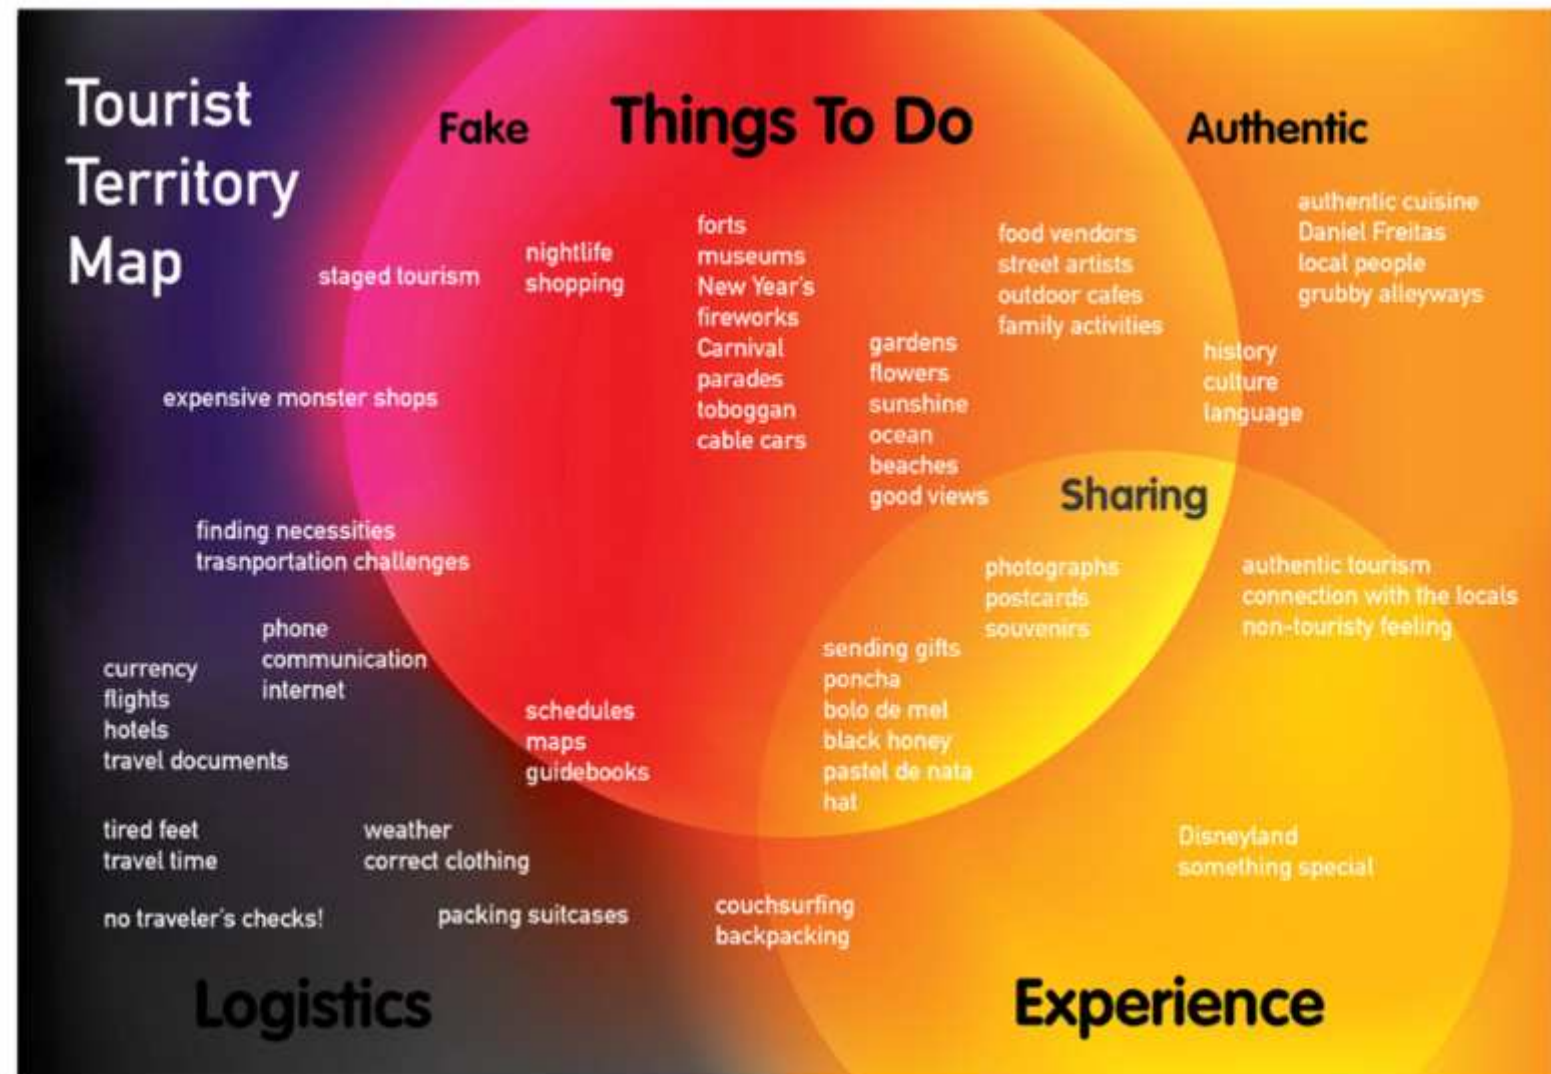 Tourist
Territory
Map
Fake
Things To Do
Authentic
staged tourism
nightlife
shopping
forts
museums
New Year's
fireworks
Carnival
parades
toboggan
cable cars
gardens
flowers
sunshine
ocean
beaches
good views
food vendors
street artists
outdoor cafes
family activities
authentic cuisine
Daniel Freitas
local people
grubby alleyways
history
culture
language
expensive monster shops
Sharing
finding necessities
trasnportation challenges
photographs
postcards
souvenirs
authentic tourism
connection with the locals
non-touristy feeling
phone
communication
internet
currency
flights
hotels
travel documents
schedules
maps
guidebooks
sending gifts
poncha
bolo de mel
black honey
pastel de nata
hat
tired feet
travel time
weather
correct clothing
Disneyland
something special
no traveler's checks!
packing suitcases
couchsurfing
backpacking
Logistics
Experience